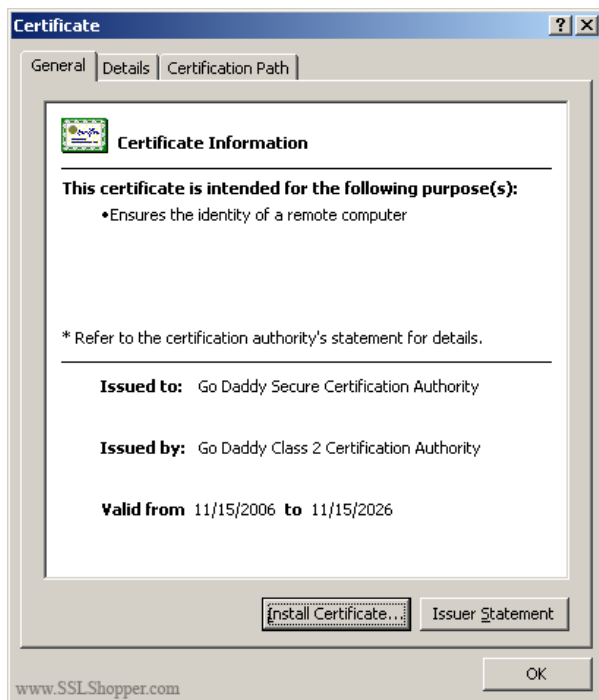 Certificate
General Details Certification Path
Certificate Information
This certificate is intended for the following purpose(s):
•Ensures the identity of a remote computer
* Refer to the certification authority's statement for details.
Issued to: Go Daddy Secure Certification Authority
Issued by: Go Daddy Class 2 Certification Authority
Valid from 11/15/2006 to 11/15/2026
Install Certificate... Issuer Statement
OK
www.SSLShopper.com